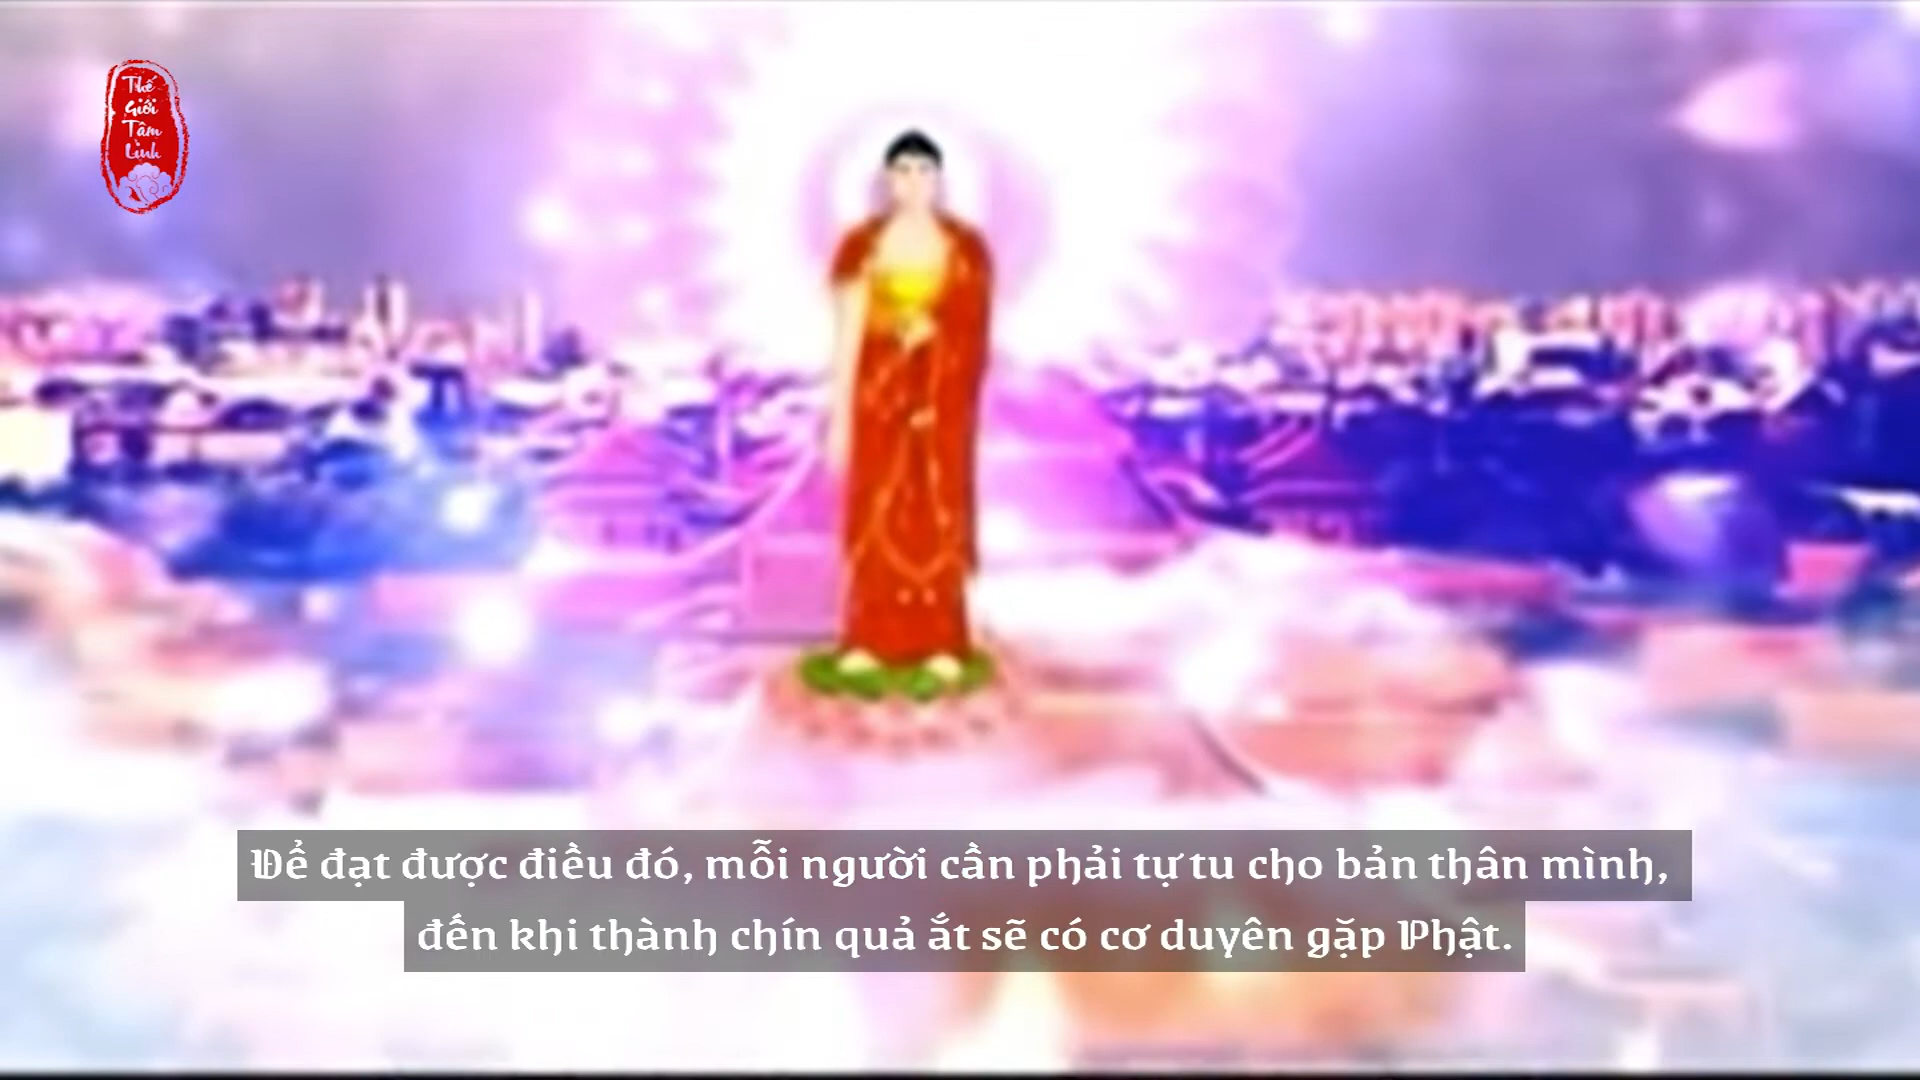 Thế
Giới
Tâm
Linh
Để đạt được điều đó, mỗi người cần phải tự tu cho bản thân mình,
đến khi thành chín quả ắt sẽ có cơ duyên gặp Phật.